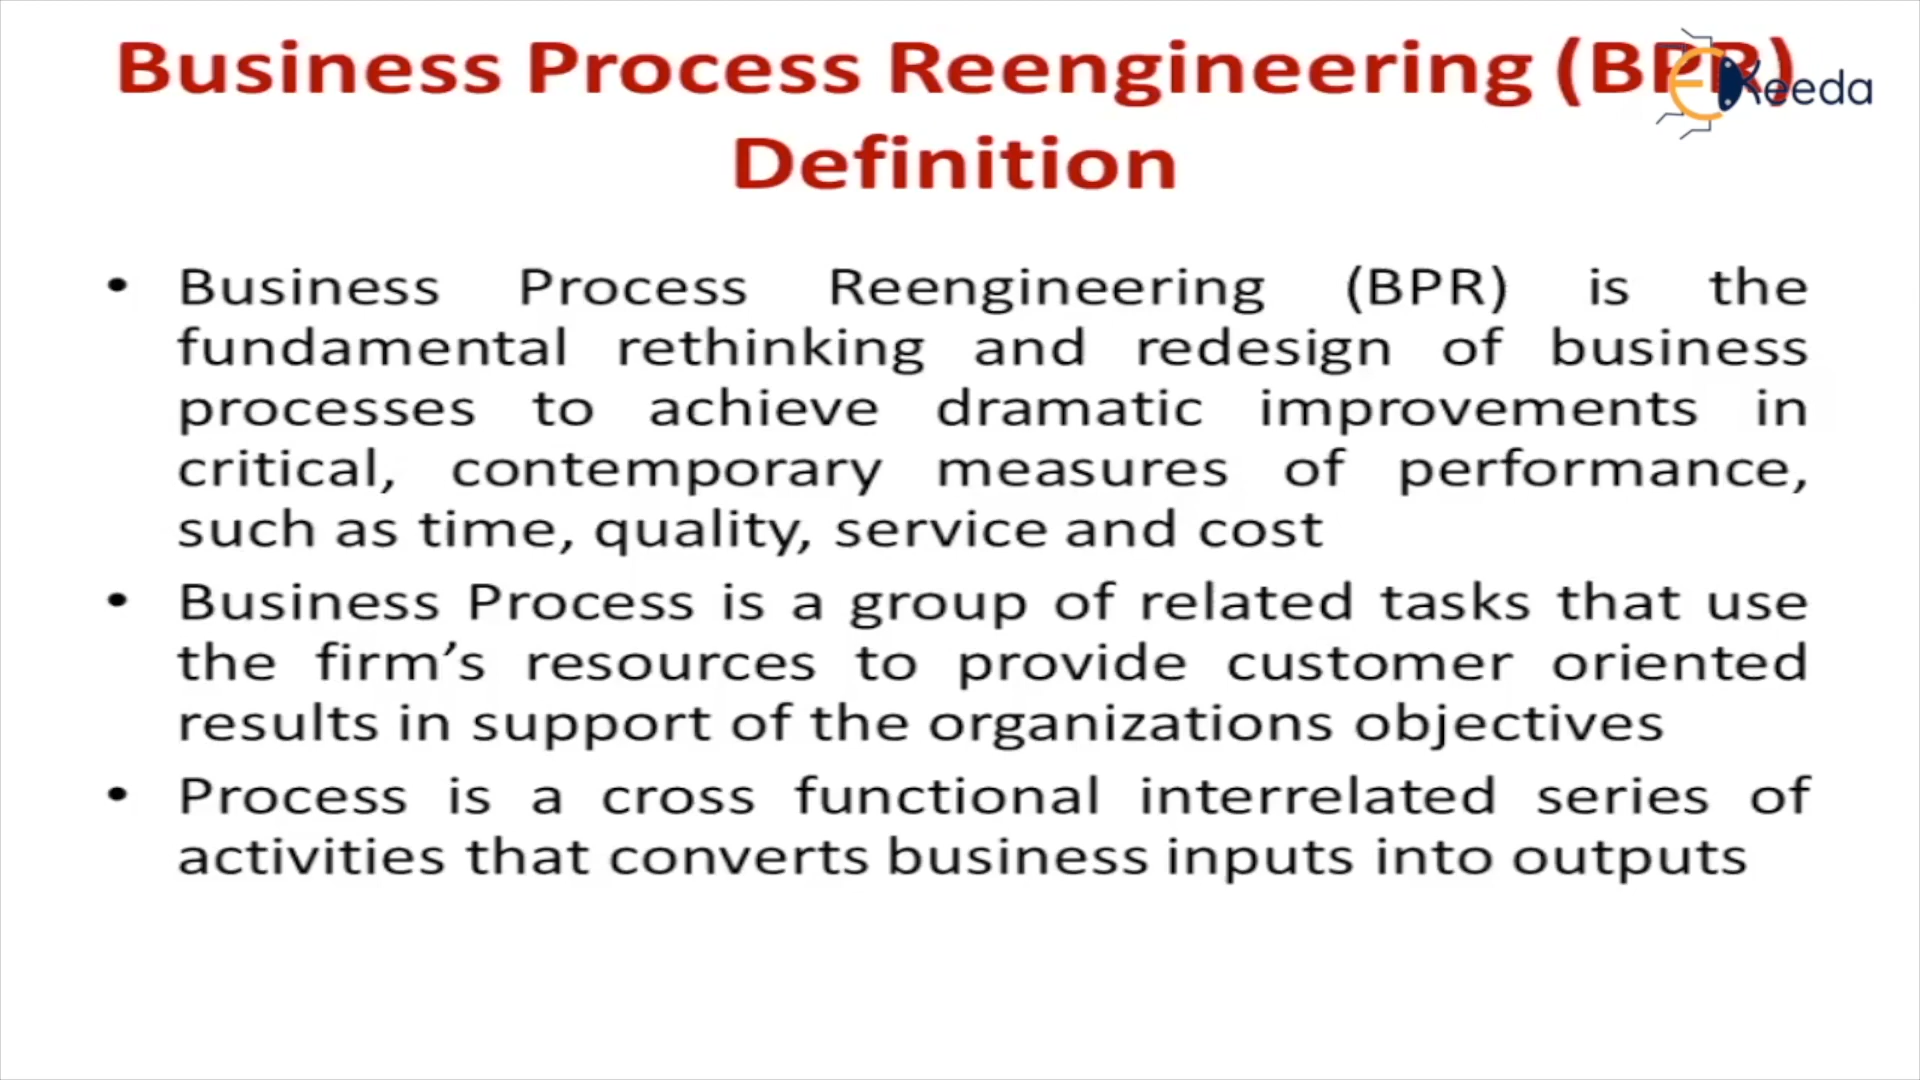 Business Process Reengineering (BPR)
Definition
Ekeeda
• Business Process Reengineering (BPR) is the
fundamental rethinking and redesign of business
processes to achieve dramatic improvements in
critical, contemporary measures of performance,
such as time, quality, service and cost
• Business Process is a group of related tasks that use
the firm’s resources to provide customer oriented
results in support of the organizations objectives
• Process is a cross functional interrelated series of
activities that converts business inputs into outputs